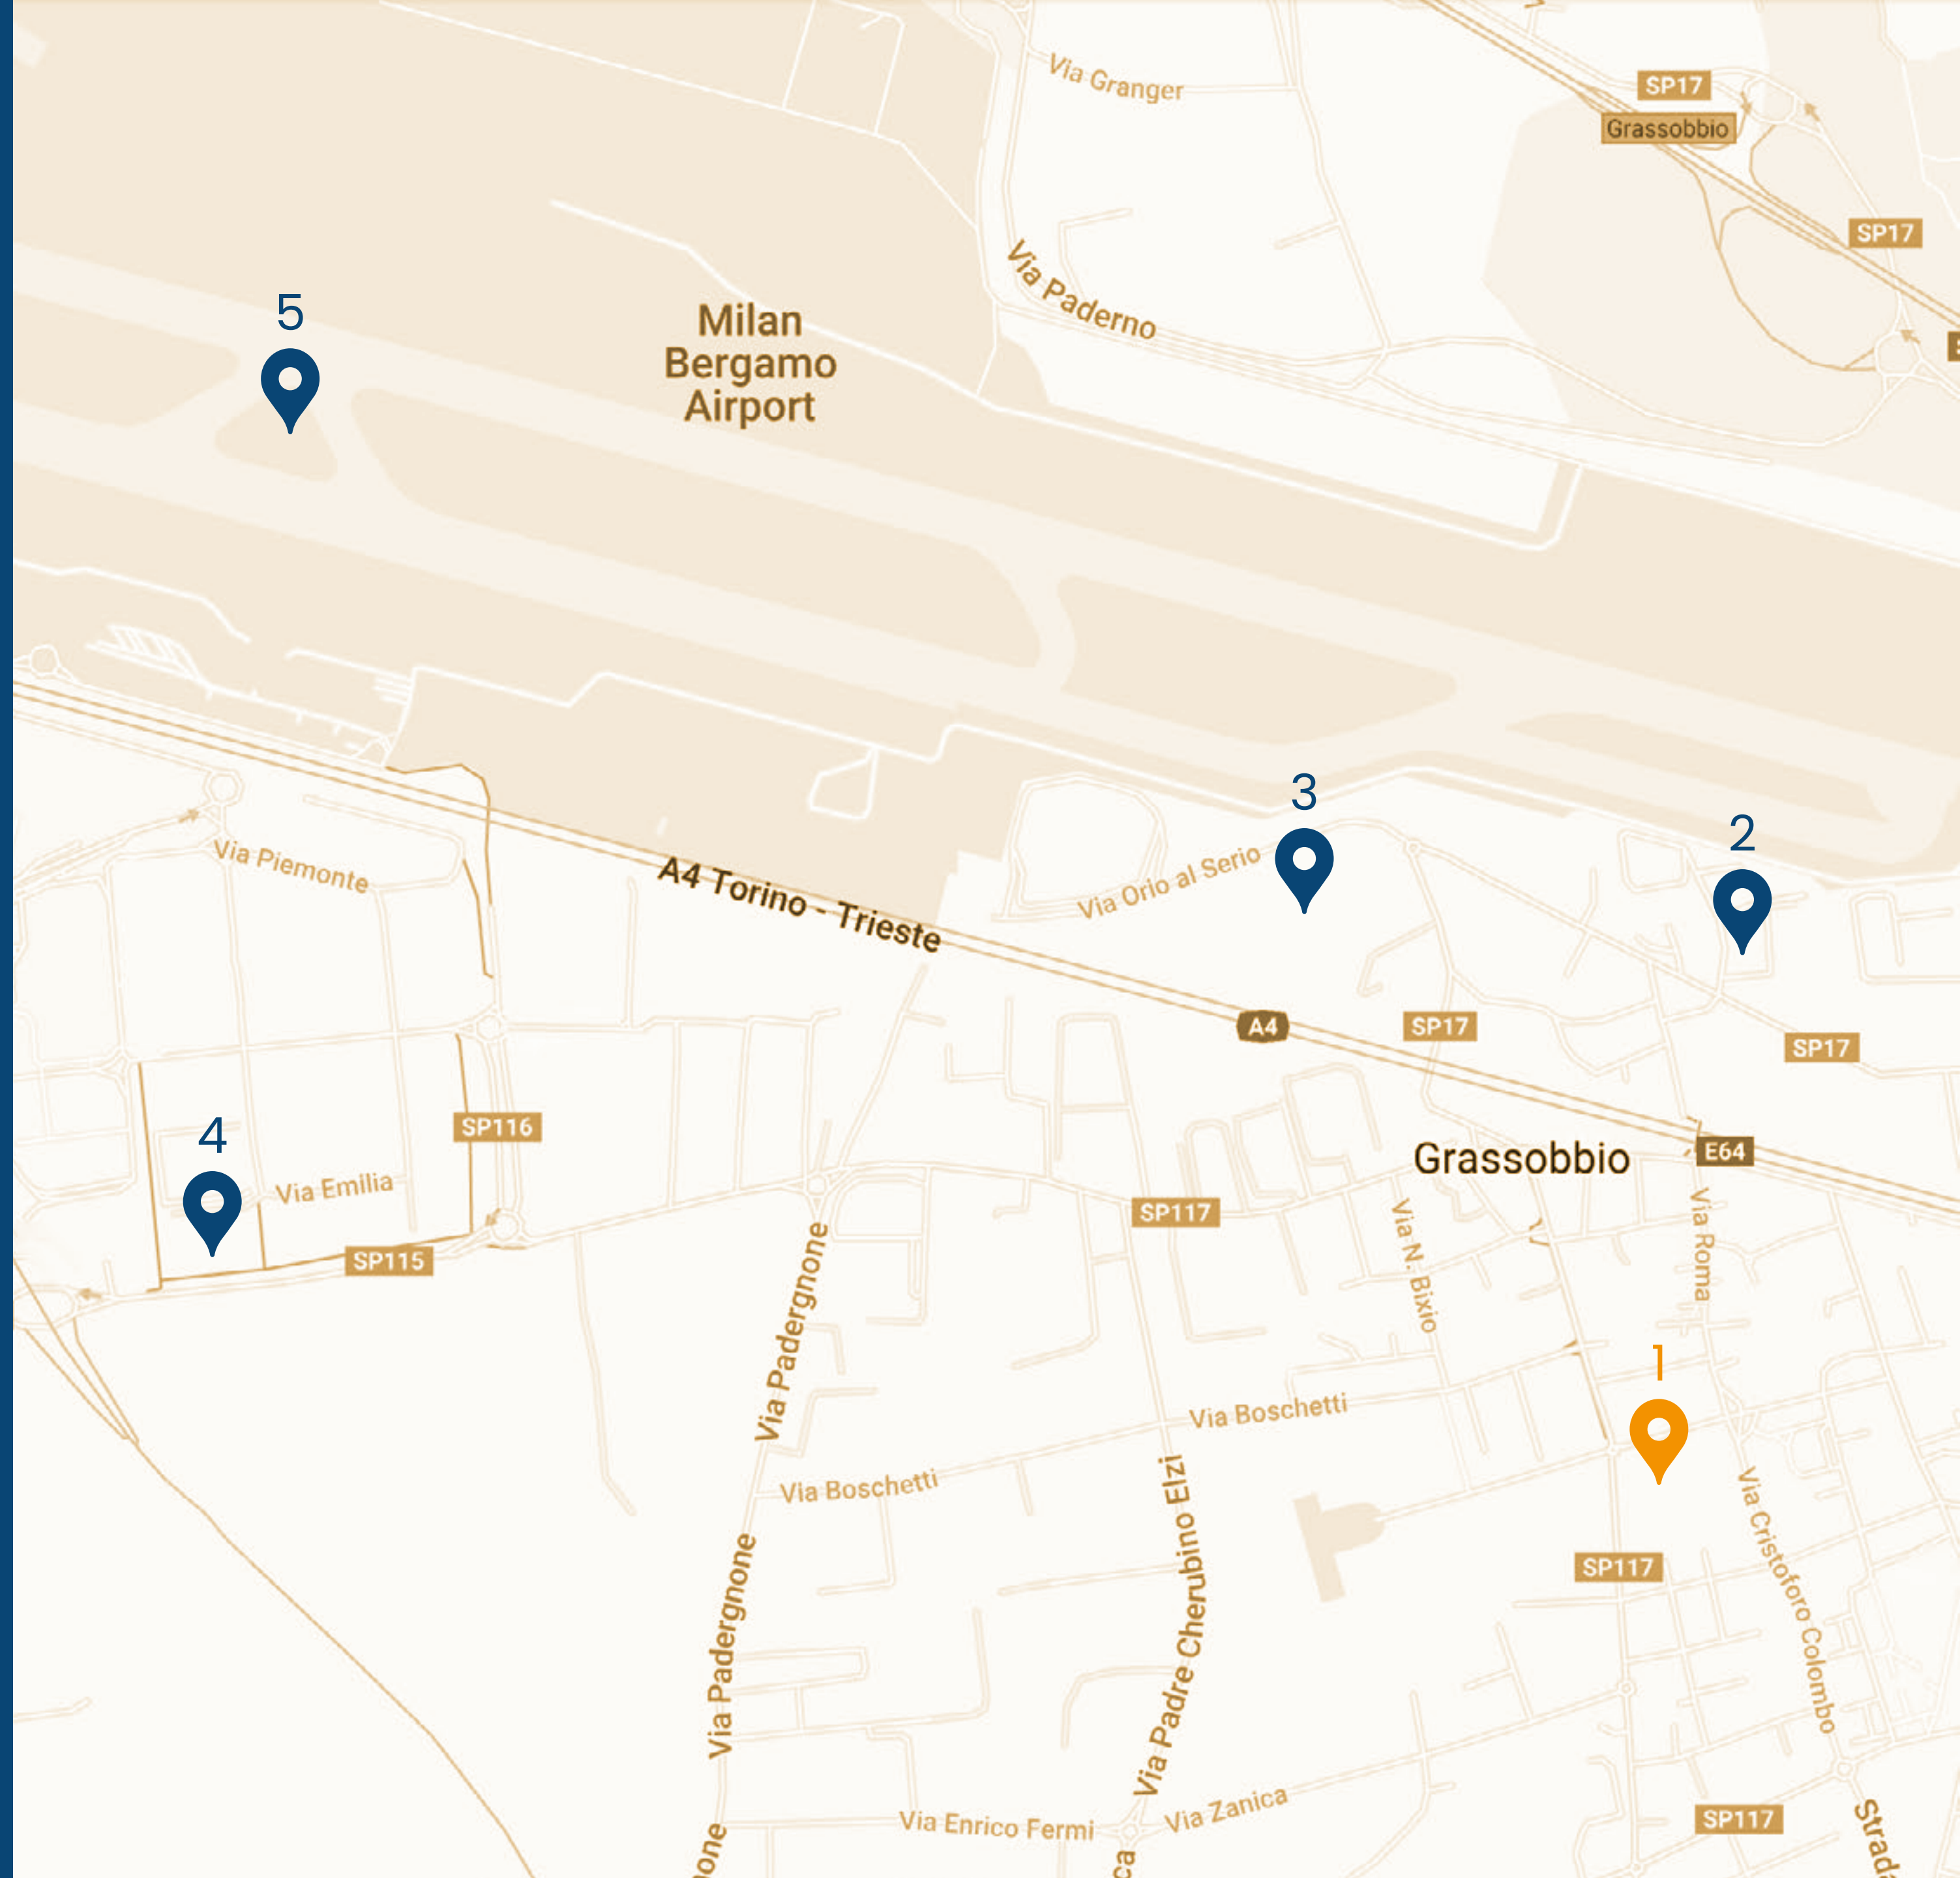 Via Granger
SP17
Grassobbio
SP17
Via Paderno
5
Milan
Bergamo
Airport
3
2
Via Piemonte
Via Orio al Serio
A4 Torino - Trieste
A4
SP17
SP17
4
SP116
Grassobbio
E64
Via Emilia
SP117
SP115
Via Padergnone
Via N. Bixio
Via Roma
1
Via Boschetti
Via Boschetti
Via Padre Cherubino Elzi
Via Cristoforo Colombo
Via Padergnone
SP117
Via Enrico Fermi
Via Zanica
SP117
Strada
one
ca